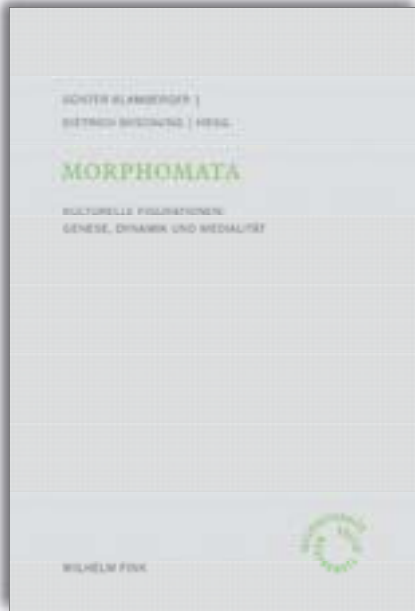 GÜNTER BLAMBERGER |
DIETRICH BOSCHUNG | HRSG.
MORPHOMATA
KULTURELLE FIGURATIONEN:
GENESE, DYNAMIK UND MEDIALITÄT
WILHELM FINK